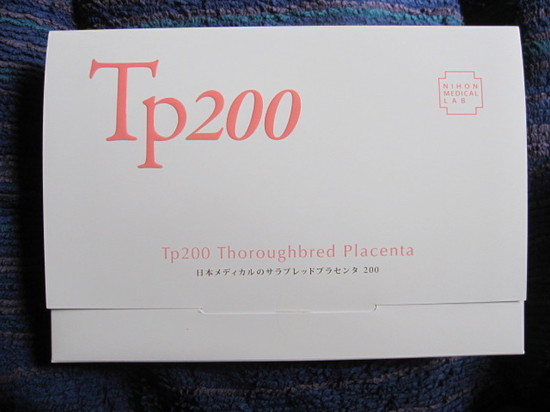 Tp200
NIHON
MEDICAL
LAB
Tp200 Thoroughbred Placenta
日本メディカルのサラブレッドプラセンタ 200